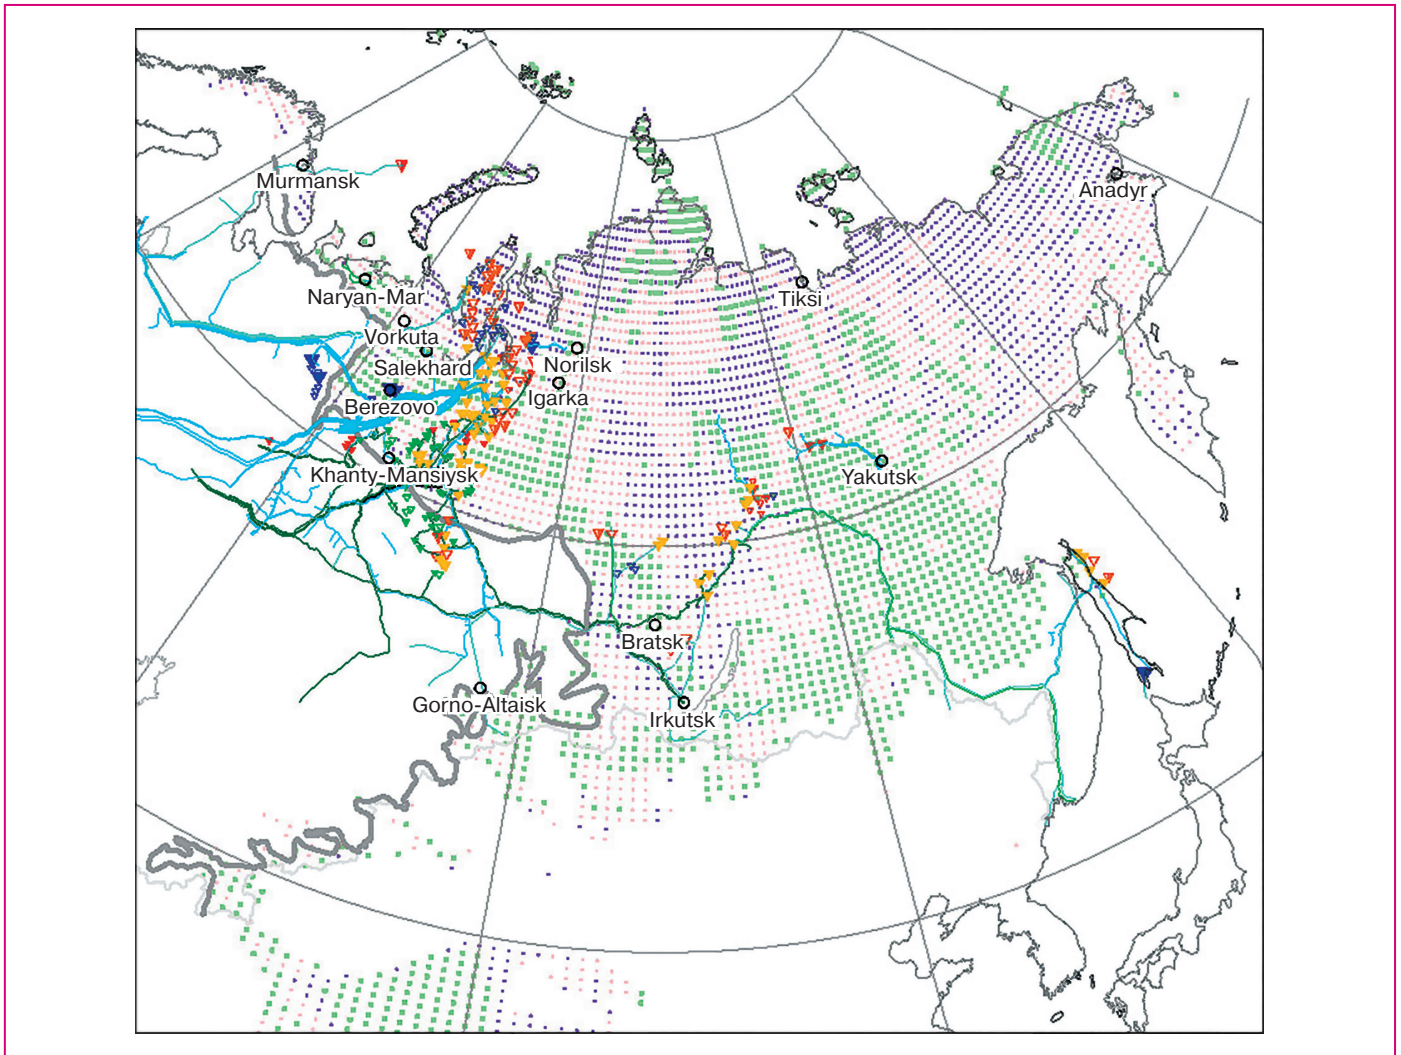 Murmansk
Anadyr
Naryan-Mar
Tiksi
Vorkuta
Salekhard
Norilsk
Igarka
Berezovo
Khanty-Mansiysk
Yakutsk
Bratsk
Gorno-Altaisk
Irkutsk